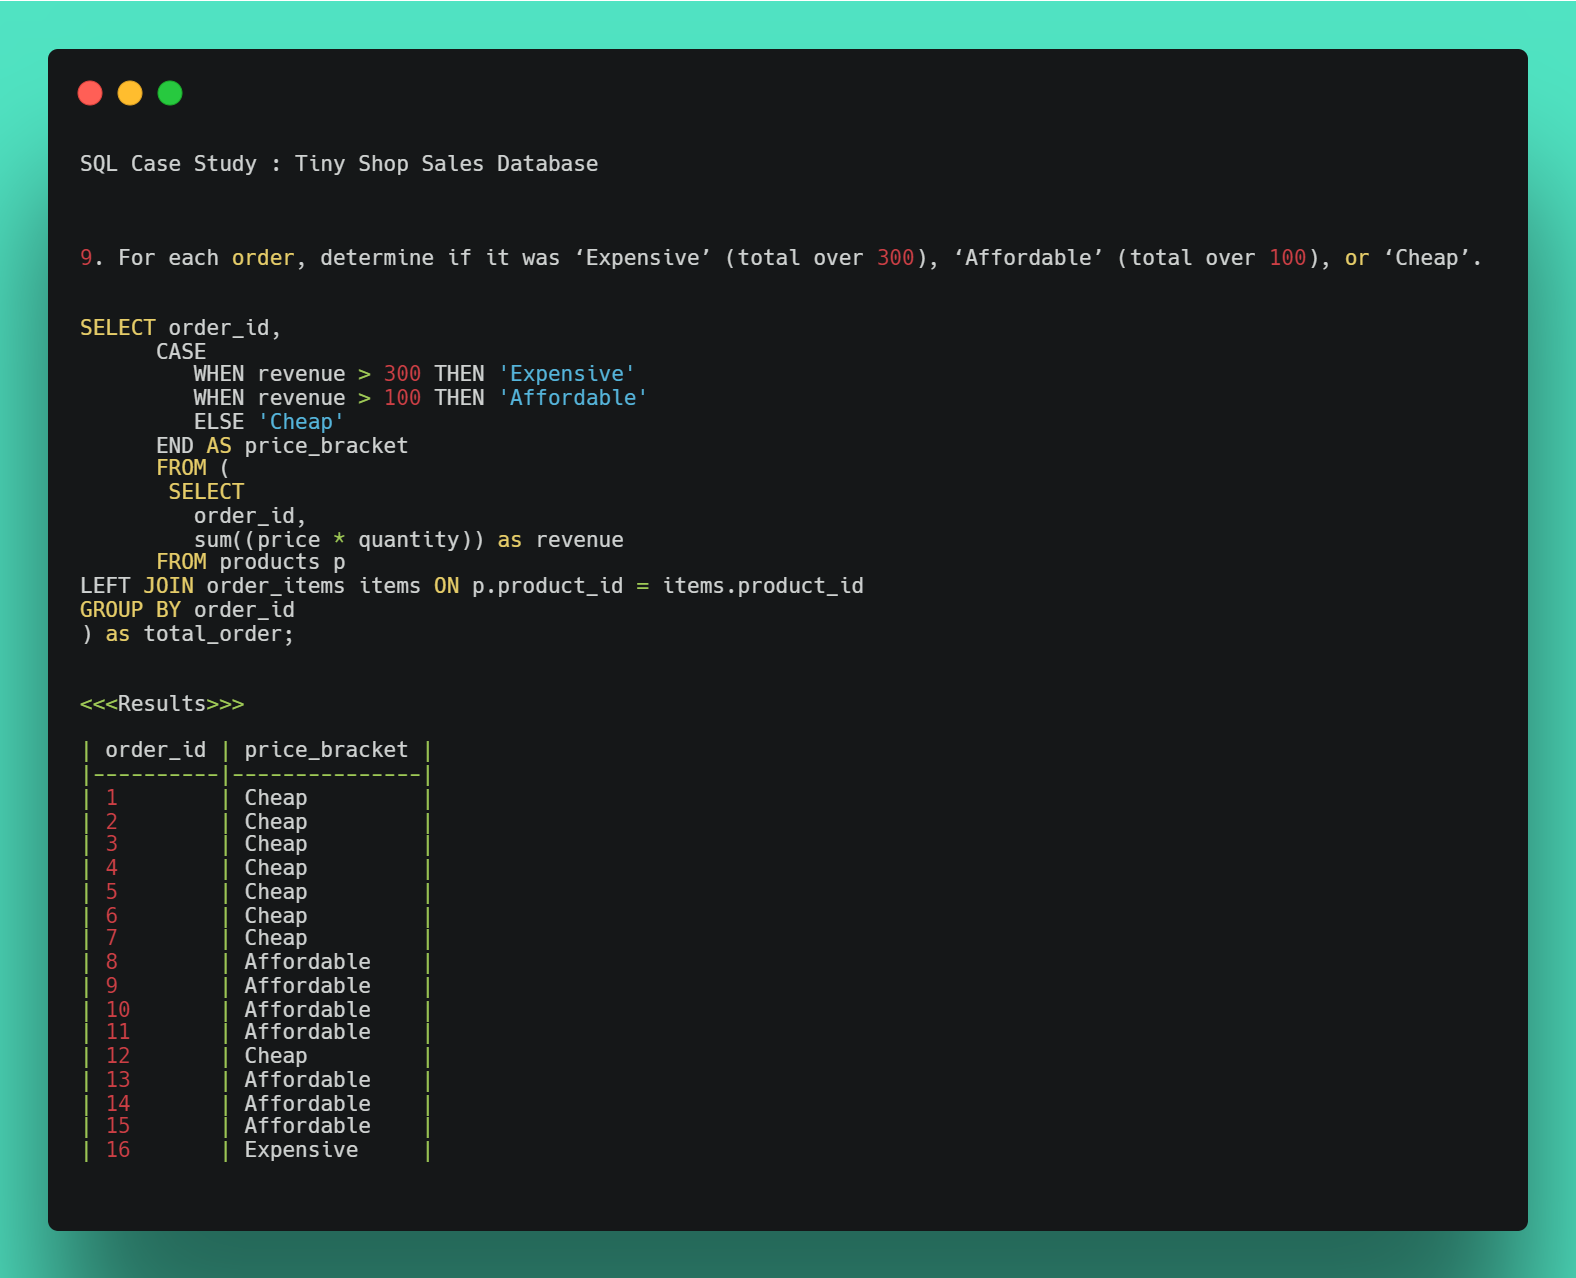 SQL Case Study : Tiny Shop Sales Database
9. For each order, determine if it was ‘Expensive’ (total over 300), ‘Affordable’ (total over 100), or ‘Cheap’.
SELECT order_id,
      CASE
         WHEN revenue > 300 THEN 'Expensive'
         WHEN revenue > 100 THEN 'Affordable'
         ELSE 'Cheap'
      END AS price_bracket
      FROM (
       SELECT
         order_id,
         sum((price * quantity)) as revenue
      FROM products p
LEFT JOIN order_items items ON p.product_id = items.product_id
GROUP BY order_id
) as total_order;
<<<Results>>>
| order_id | price_bracket |
|----------|---------------|
| 1        | Cheap         |
| 2        | Cheap         |
| 3        | Cheap         |
| 4        | Cheap         |
| 5        | Cheap         |
| 6        | Cheap         |
| 7        | Cheap         |
| 8        | Affordable    |
| 9        | Affordable    |
| 10       | Affordable    |
| 11       | Affordable    |
| 12       | Cheap         |
| 13       | Affordable    |
| 14       | Affordable    |
| 15       | Affordable    |
| 16       | Expensive     |